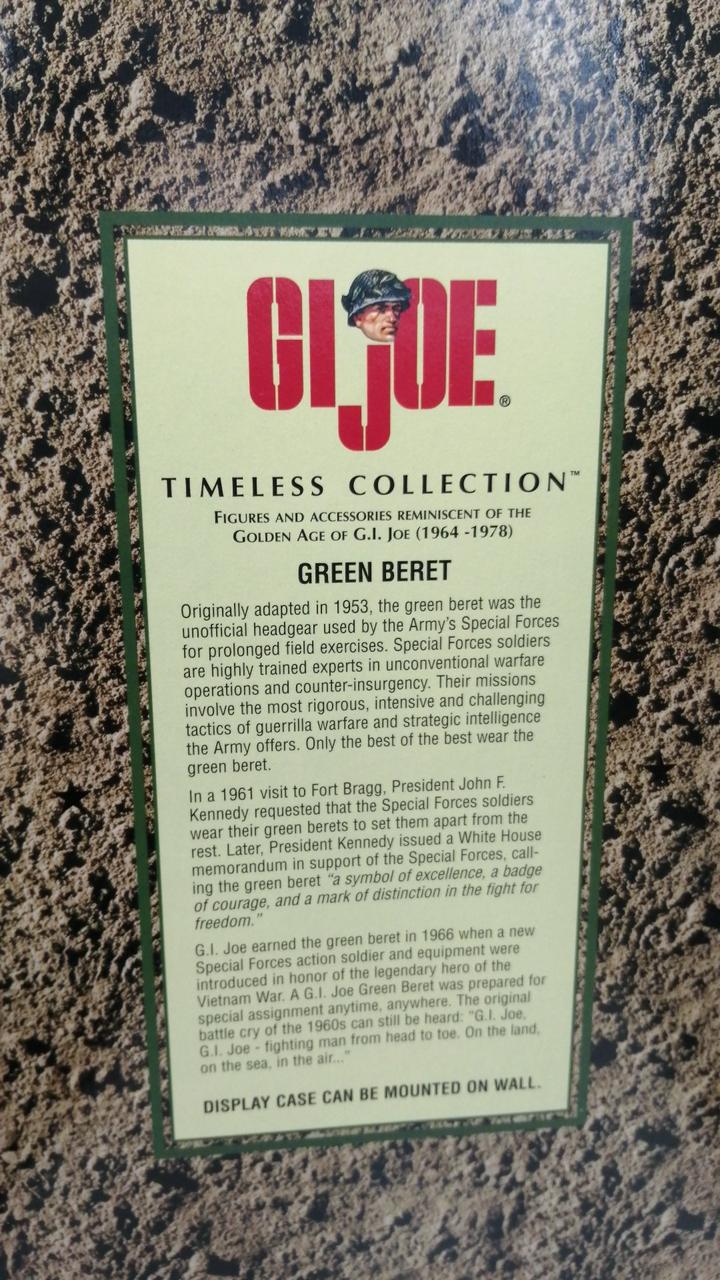 GIJOE®
TIMELESS COLLECTION™
FIGURES AND ACCESSORIES REMINISCENT OF THE
GOLDEN AGE OF G.I. JOE (1964 -1978)
GREEN BERET
Originally adapted in 1953, the green beret was the
unofficial headgear used by the Army's Special Forces
for prolonged field exercises. Special Forces soldiers
are highly trained experts in unconventional warfare
operations and counter-insurgency. Their missions
involve the most rigorous, intensive and challenging
tactics of guerrilla warfare and strategic intelligence
the Army offers. Only the best of the best wear the
green beret.
In a 1961 visit to Fort Bragg, President John F.
Kennedy requested that the Special Forces soldiers
wear their green berets to set them apart from the
rest. Later, President Kennedy issued a White House
memorandum in support of the Special Forces, call-
ing the green beret "a symbol of excellence, a badge
of courage, and a mark of distinction in the fight for
freedom."
G.I. Joe earned the green beret in 1966 when a new
Special Forces action soldier and equipment were
introduced in honor of the legendary hero of the
Vietnam War. A G.I. Joe Green Beret was prepared for
special assignment anytime, anywhere. The original
battle cry of the 1960s can still be heard: "G.I. Joe,
G.I. Joe - fighting man from head to toe. On the land,
on the sea, in the air..."
DISPLAY CASE CAN BE MOUNTED ON WALL.